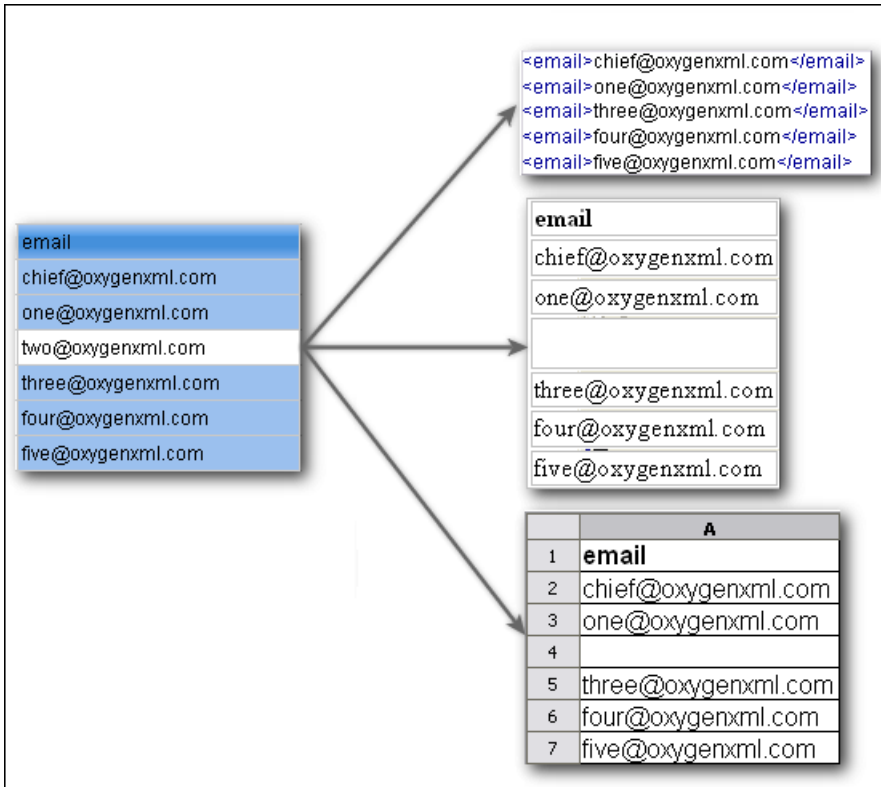 email
chief@oxygenxml.com
one@oxygenxml.com
two@oxygenxml.com
three@oxygenxml.com
four@oxygenxml.com
five@oxygenxml.com
<email>chief@oxygenxml.com</email>
<email>one@oxygenxml.com</email>
<email>three@oxygenxml.com</email>
<email>four@oxygenxml.com</email>
<email>five@oxygenxml.com</email>
email
chief@oxygenxml.com
one@oxygenxml.com
three@oxygenxml.com
four@oxygenxml.com
five@oxygenxml.com
A
1 email
2 chief@oxygenxml.com
3 one@oxygenxml.com
4
5 three@oxygenxml.com
6 four@oxygenxml.com
7 five@oxygenxml.com